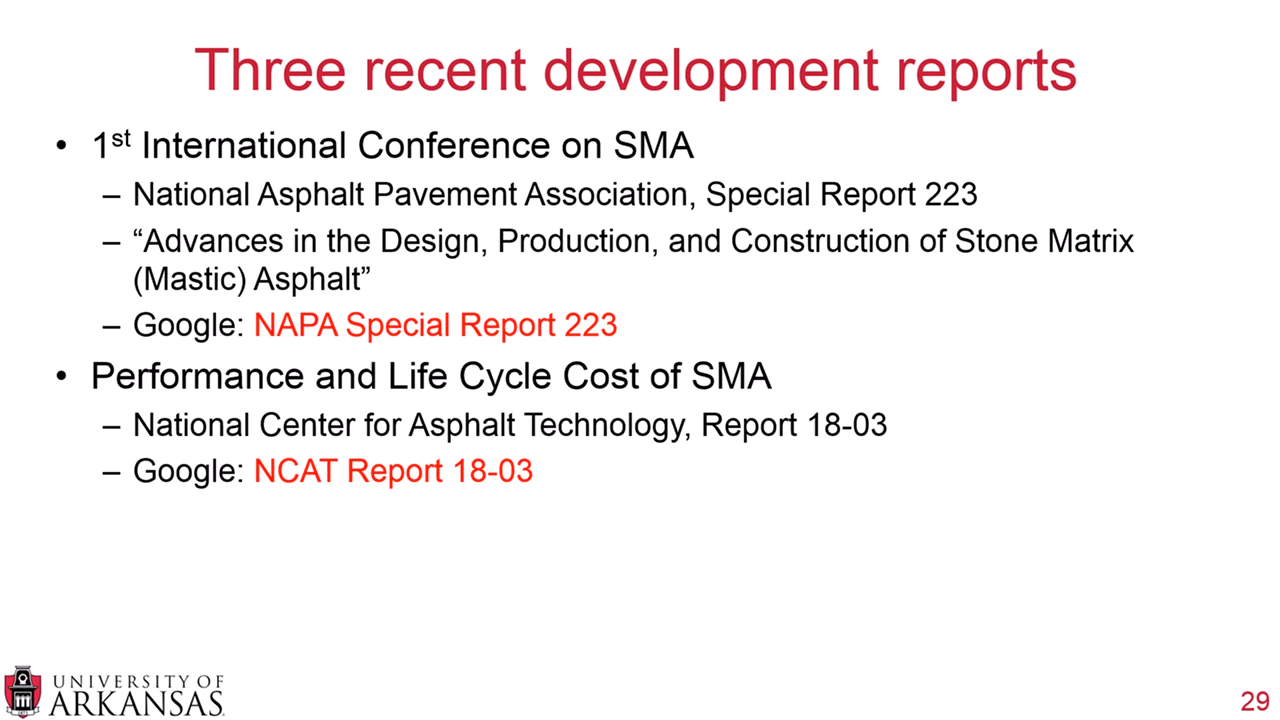 Three recent development reports
• 1st International Conference on SMA
– National Asphalt Pavement Association, Special Report 223
– “Advances in the Design, Production, and Construction of Stone Matrix
(Mastic) Asphalt”
– Google: NAPA Special Report 223
• Performance and Life Cycle Cost of SMA
– National Center for Asphalt Technology, Report 18-03
– Google: NCAT Report 18-03
UNIVERSITY OF
ARKANSAS
29